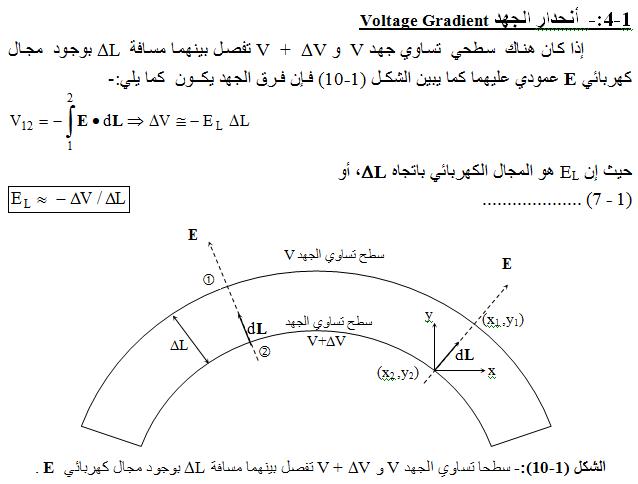 1-4:- أنحدار الجهد Voltage Gradient
إذا كان هناك سطحي تساوي جهد V و V + ΔV تفصل بينهما مسافة ΔL بوجود مجال
كهربائي E عمودي عليهما كما يبين الشكل (1-10) فإن فرق الجهد يكون كما يلي:-
V₁₂ = − ∫₁² E • dL ⇒ ΔV ≅ − E_L ΔL
حيث إن E_L هو المجال الكهربائي باتجاه ΔL، أو
E_L ≈ − ΔV / ΔL .................... (1 - 7)
E
سطح تساوي الجهد V
E
①
سطح تساوي الجهد
V+ΔV
y
(x₁,y₁)
dL
ΔL
②
dL
(x₂,y₂)
x
الشكل (1-10):- سطحا تساوي الجهد V و V + ΔV تفصل بينهما مسافة ΔL بوجود مجال كهربائي E .